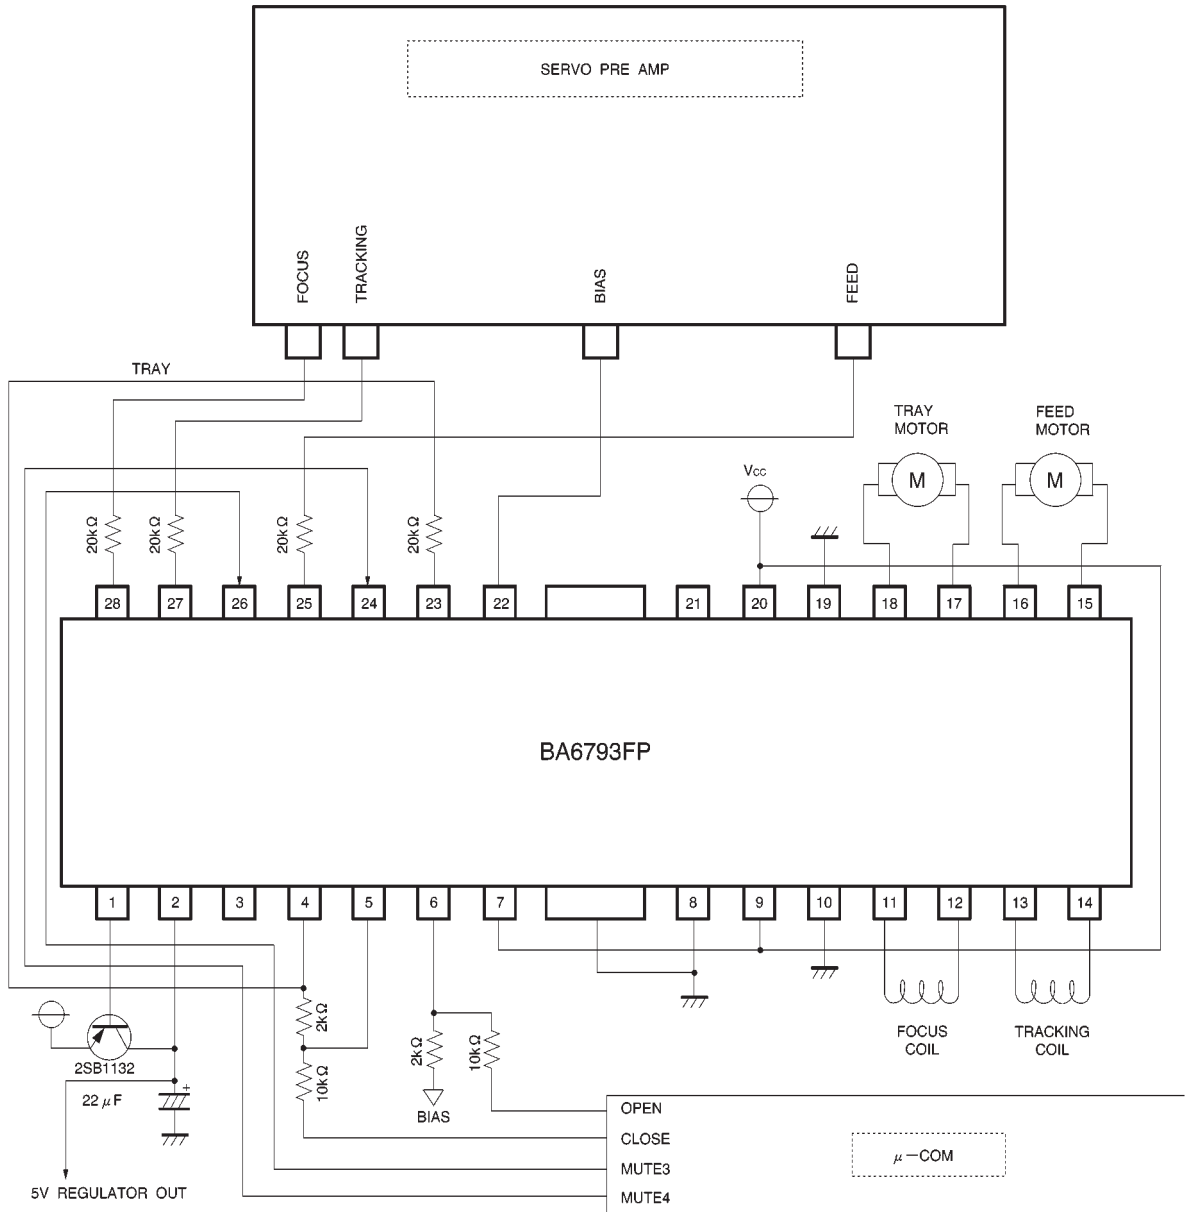 SERVO PRE AMP
FOCUS
TRACKING
BIAS
FEED
TRAY
TRAY
MOTOR
FEED
MOTOR
Vcc
M
M
20kΩ
20kΩ
20kΩ
20kΩ
28
27
26
25
24
23
22
21
20
19
18
17
16
15
BA6793FP
1
2
3
4
5
6
7
8
9
10
11
12
13
14
2kΩ
10kΩ
2kΩ
10kΩ
FOCUS
COIL
TRACKING
COIL
2SB1132
22μF
+
BIAS
OPEN
CLOSE
MUTE3
MUTE4
μ-COM
5V REGULATOR OUT